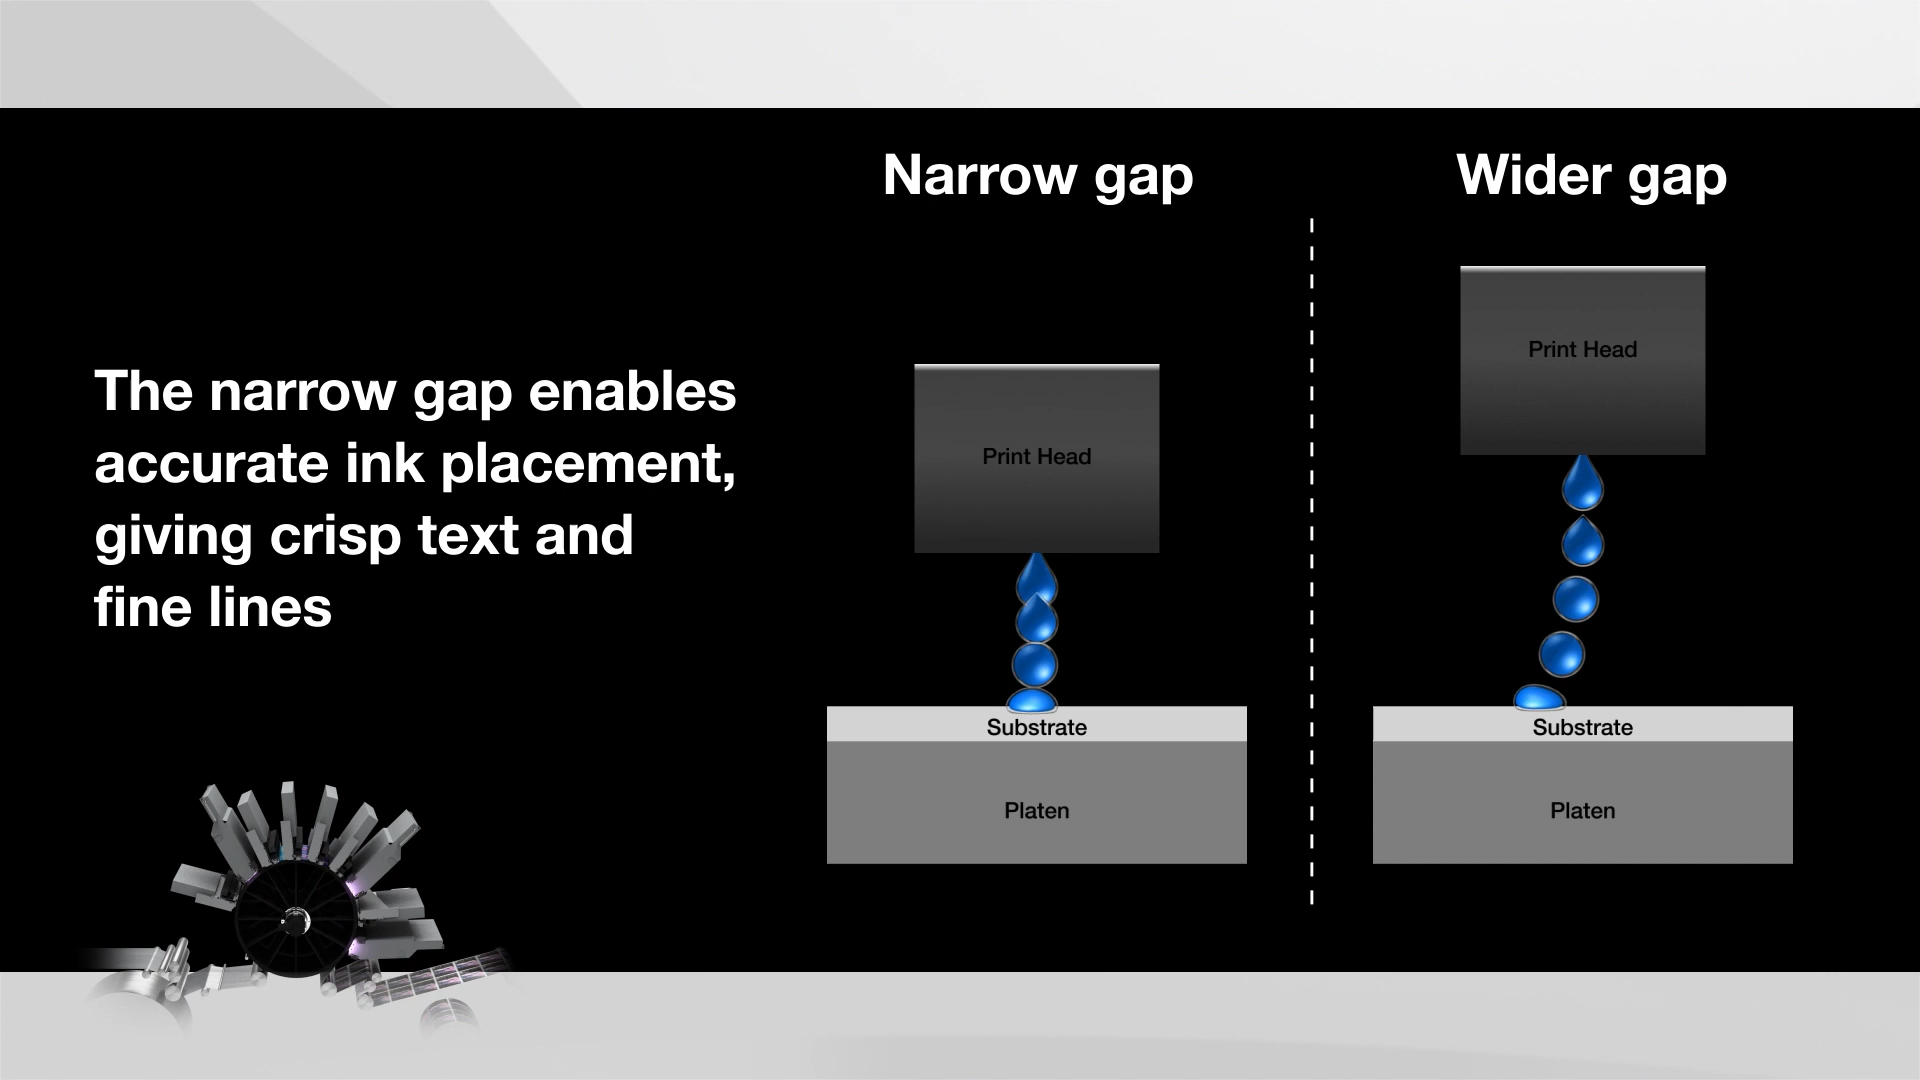 The narrow gap enables
accurate ink placement,
giving crisp text and
fine lines
Narrow gap
Print Head
Substrate
Platen
Wider gap
Print Head
Substrate
Platen